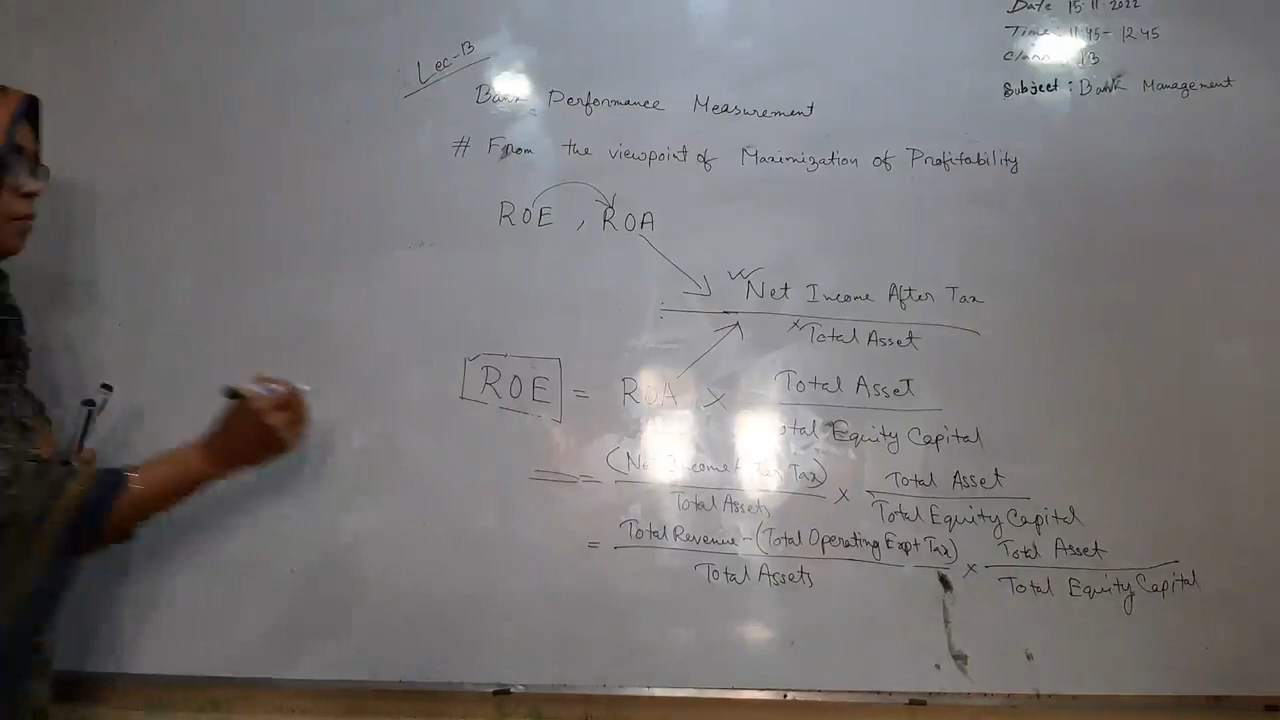 Date 15.11.2022
Time: 11.45 - 12.45
13
Subject: Bank Management
Lec-13
Bank Performance Measurement
# From the viewpoint of Maximization of Profitability
ROE , ROA
Net Income After Tax
Total Asset
ROE = ROA × Total Asset
Equity Capital
= (Net Income After Tax) / Total Assets × Total Asset / Total Equity Capital
= Total Revenue - (Total Operating Exp + Tax) / Total Assets × Total Asset / Total Equity Capital